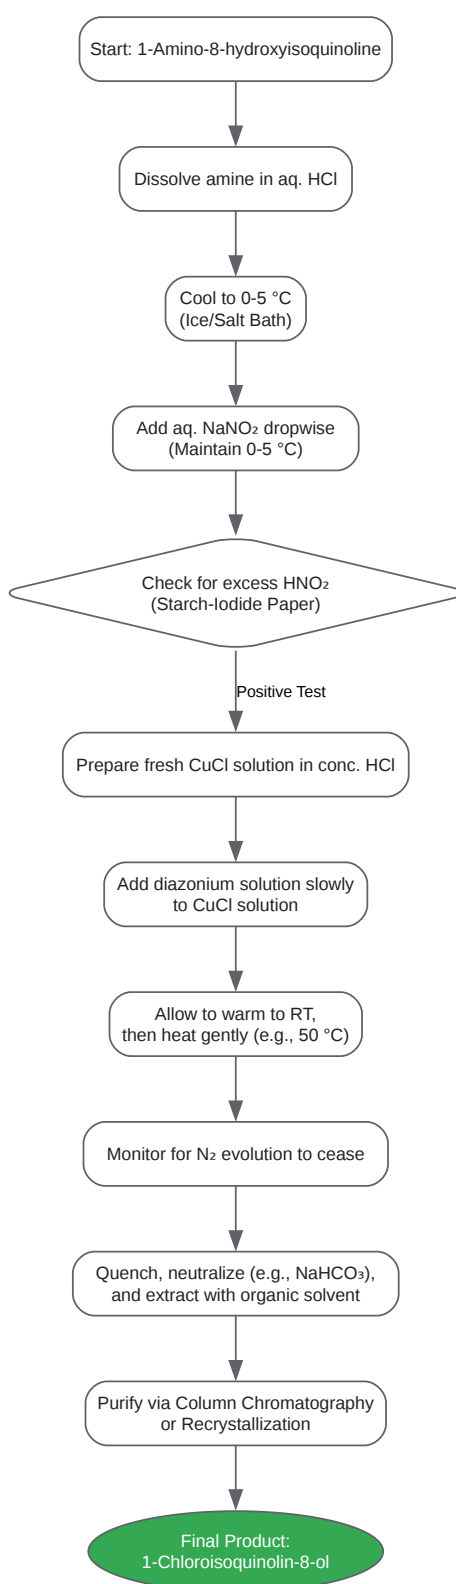 Start: 1-Amino-8-hydroxyisoquinoline
Dissolve amine in aq. HCl
Cool to 0-5 °C
(Ice/Salt Bath)
Add aq. NaNO₂ dropwise
(Maintain 0-5 °C)
Check for excess HNO₂
(Starch-Iodide Paper)
Positive Test
Prepare fresh CuCl solution in conc. HCl
Add diazonium solution slowly
to CuCl solution
Allow to warm to RT,
then heat gently (e.g., 50 °C)
Monitor for N₂ evolution to cease
Quench, neutralize (e.g., NaHCO₃),
and extract with organic solvent
Purify via Column Chromatography
or Recrystallization
Final Product:
1-Chloroisoquinolin-8-ol